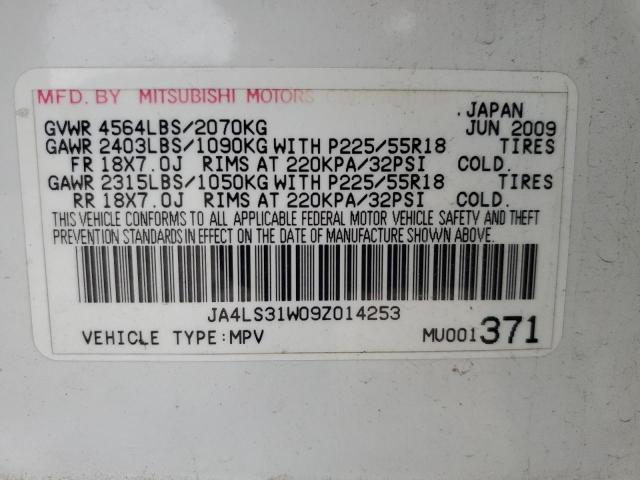 MFD. BY MITSUBISHI MOTORS
. JAPAN
GVWR 4564LBS/2070KG JUN 2009
GAWR 2403LBS/1090KG WITH P225/55R18 TIRES
FR 18X7.0J RIMS AT 220KPA/32PSI COLD.
GAWR 2315LBS/1050KG WITH P225/55R18 TIRES
RR 18X7.0J RIMS AT 220KPA/32PSI COLD.
THIS VEHICLE CONFORMS TO ALL APPLICABLE FEDERAL MOTOR VEHICLE SAFETY AND THEFT
PREVENTION STANDARDS IN EFFECT ON THE DATE OF MANUFACTURE SHOWN ABOVE.
JA4LS31W09Z014253
VEHICLE TYPE:MPV MU001371